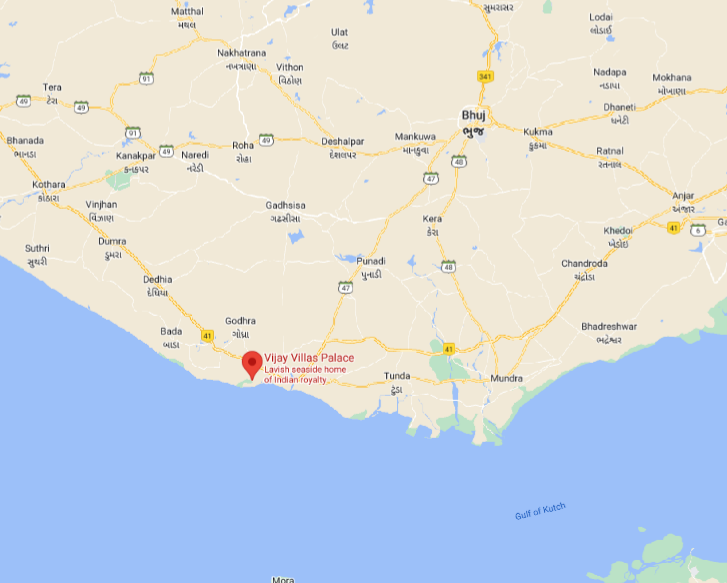 Matthal
મથલ
Ulat
ઉલટ
સુમરાસર
Lodai
લોડાઈ
Nakhatrana
નખત્રાણા
Vithon
વિથોણ
91
341
Nadapa
નાડાપા
Mokhana
મોખાણા
Tera
ટેરા
49
49
Bhuj
ભુજ
Dhaneti
ધનેટી
Kukma
કુકમા
Bhanada
ભાનડા
91
49
Kanakpar
કનકપર
Naredi
નરેડી
Roha
રોહા
49
Deshalpar
દેશલપર
Mankuwa
માનકુવા
48
47
Ratnal
રતનાલ
Kothara
કોઠારા
Vinjhan
વિંઝાણ
Gadhsisa
ગઢસીસા
Kera
કેરા
Anjar
અંજાર
Khedoi
ખેડોઇ
41
6
Ga
Suthri
સુથરી
Dumra
ડુમરા
Punadi
પુનાડી
48
Chandroda
ચંદ્રોડા
Dedhia
દેધિયા
47
Godhra
ગોધ્રા
Bada
બાડા
41
Bhadreshwar
ભદ્રેશ્વર
41
Vijay Villas Palace
Lavish seaside home
of Indian royalty
Tunda
ટુંડા
Mundra
Gulf of Kutch
Mora